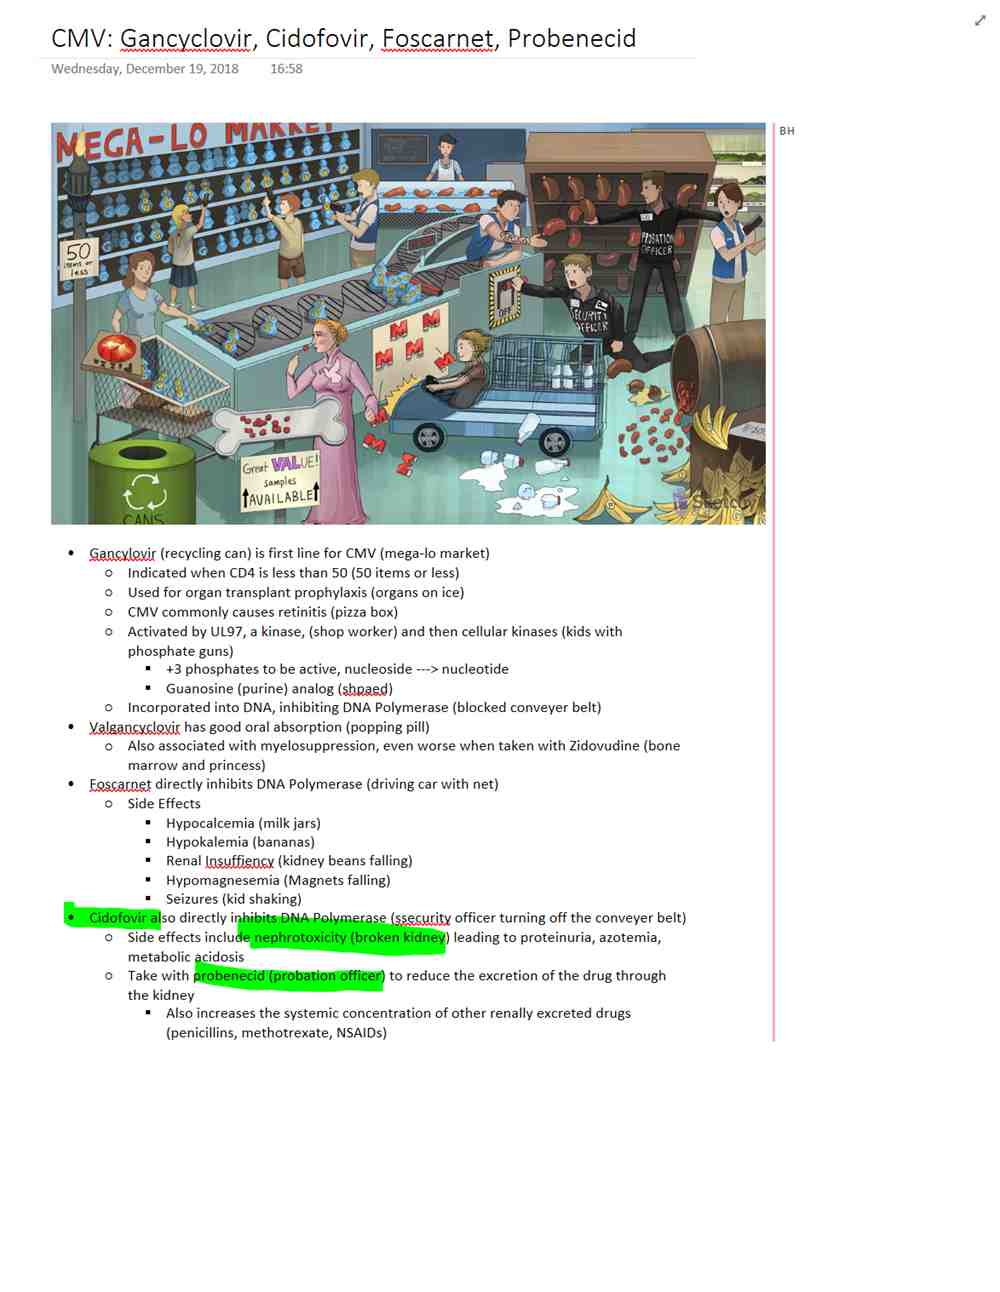 CMV: Gancyclovir, Cidofovir, Foscarnet, Probenecid
Wednesday, December 19, 2018 16:58
BH
MEGA-LO MARKET
50
items or
less
PROBATION
OFFICER
SECURITY
OFFICER
Great VALUE!
samples
AVAILABLE
CANS
• Gancylovir (recycling can) is first line for CMV (mega-lo market)
○ Indicated when CD4 is less than 50 (50 items or less)
○ Used for organ transplant prophylaxis (organs on ice)
○ CMV commonly causes retinitis (pizza box)
○ Activated by UL97, a kinase, (shop worker) and then cellular kinases (kids with
phosphate guns)
▪ +3 phosphates to be active, nucleoside ---> nucleotide
▪ Guanosine (purine) analog (shpaed)
○ Incorporated into DNA, inhibiting DNA Polymerase (blocked conveyer belt)
• Valgancyclovir has good oral absorption (popping pill)
○ Also associated with myelosuppression, even worse when taken with Zidovudine (bone
marrow and princess)
• Foscarnet directly inhibits DNA Polymerase (driving car with net)
○ Side Effects
▪ Hypocalcemia (milk jars)
▪ Hypokalemia (bananas)
▪ Renal Insuffiency (kidney beans falling)
▪ Hypomagnesemia (Magnets falling)
▪ Seizures (kid shaking)
• Cidofovir also directly inhibits DNA Polymerase (ssecurity officer turning off the conveyer belt)
○ Side effects include nephrotoxicity (broken kidney) leading to proteinuria, azotemia,
metabolic acidosis
○ Take with probenecid (probation officer) to reduce the excretion of the drug through
the kidney
▪ Also increases the systemic concentration of other renally excreted drugs
(penicillins, methotrexate, NSAIDs)